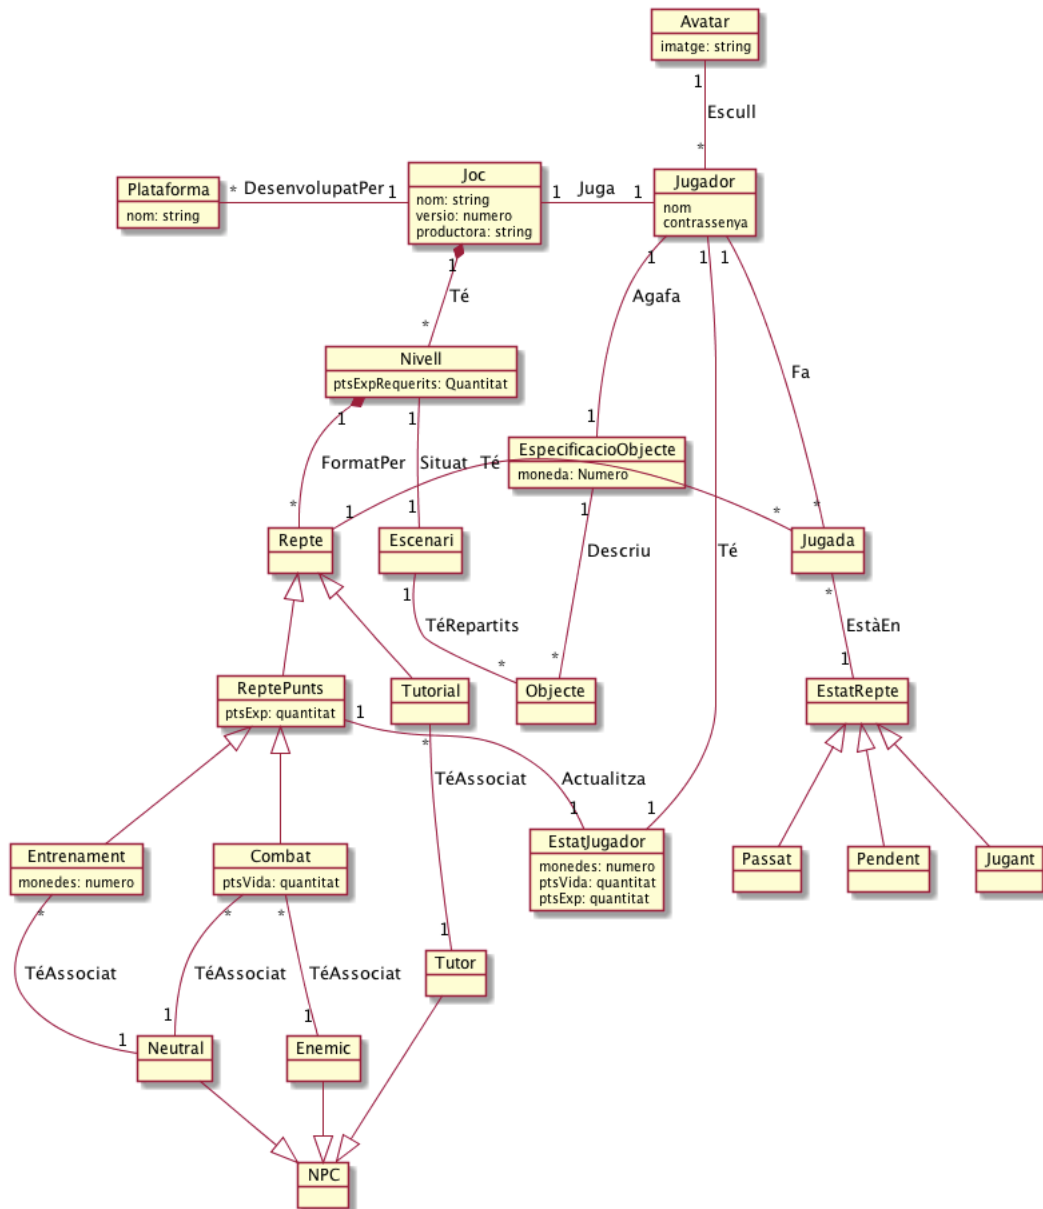 Avatar
imatge: string
1
Escull
*
Plataforma
nom: string
* DesenvolupatPer 1
Joc
nom: string
versio: numero
productora: string
1 Juga 1
Jugador
nom
contrassenya
1
Té
*
1
Agafa
1
1
Té
1
1
Fa
*
Nivell
ptsExpRequerits: Quantitat
1
FormatPer
*
1
Situat
1
EspecificacioObjecte
moneda: Numero
1 Té *
Repte
Escenari
Jugada
1
Descriu
*
1
TéRepartits
*
*
EstàEn
1
ReptePunts
ptsExp: quantitat
Tutorial
Objecte
EstatRepte
1
Actualitza
1
*
TéAssociat
1
Entrenament
monedes: numero
Combat
ptsVida: quantitat
EstatJugador
monedes: numero
ptsVida: quantitat
ptsExp: quantitat
Passat
Pendent
Jugant
*
TéAssociat
1
*
TéAssociat
1
*
TéAssociat
1
Tutor
Neutral
Enemic
NPC